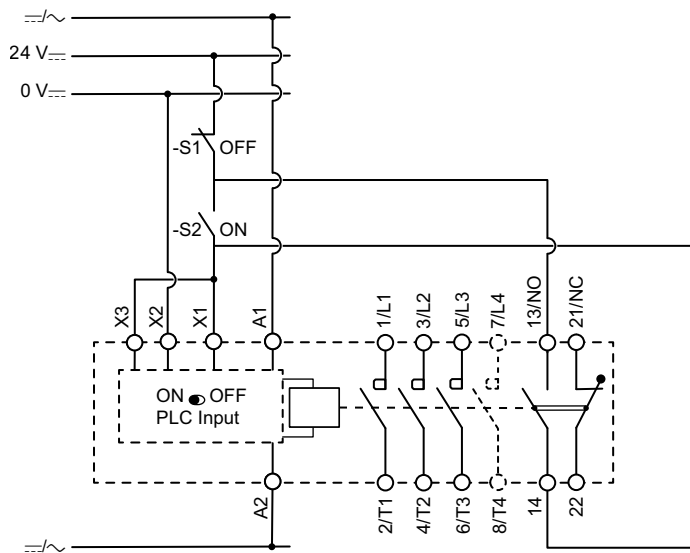 ⎓/∼
24 V⎓
0 V⎓
-S1 OFF
-S2 ON
X3
X2
X1
A1
1/L1
3/L2
5/L3
7/L4
13/NO
21/NC
ON OFF
PLC Input
A2
2/T1
4/T2
6/T3
8/T4
14
22
⎓/∼